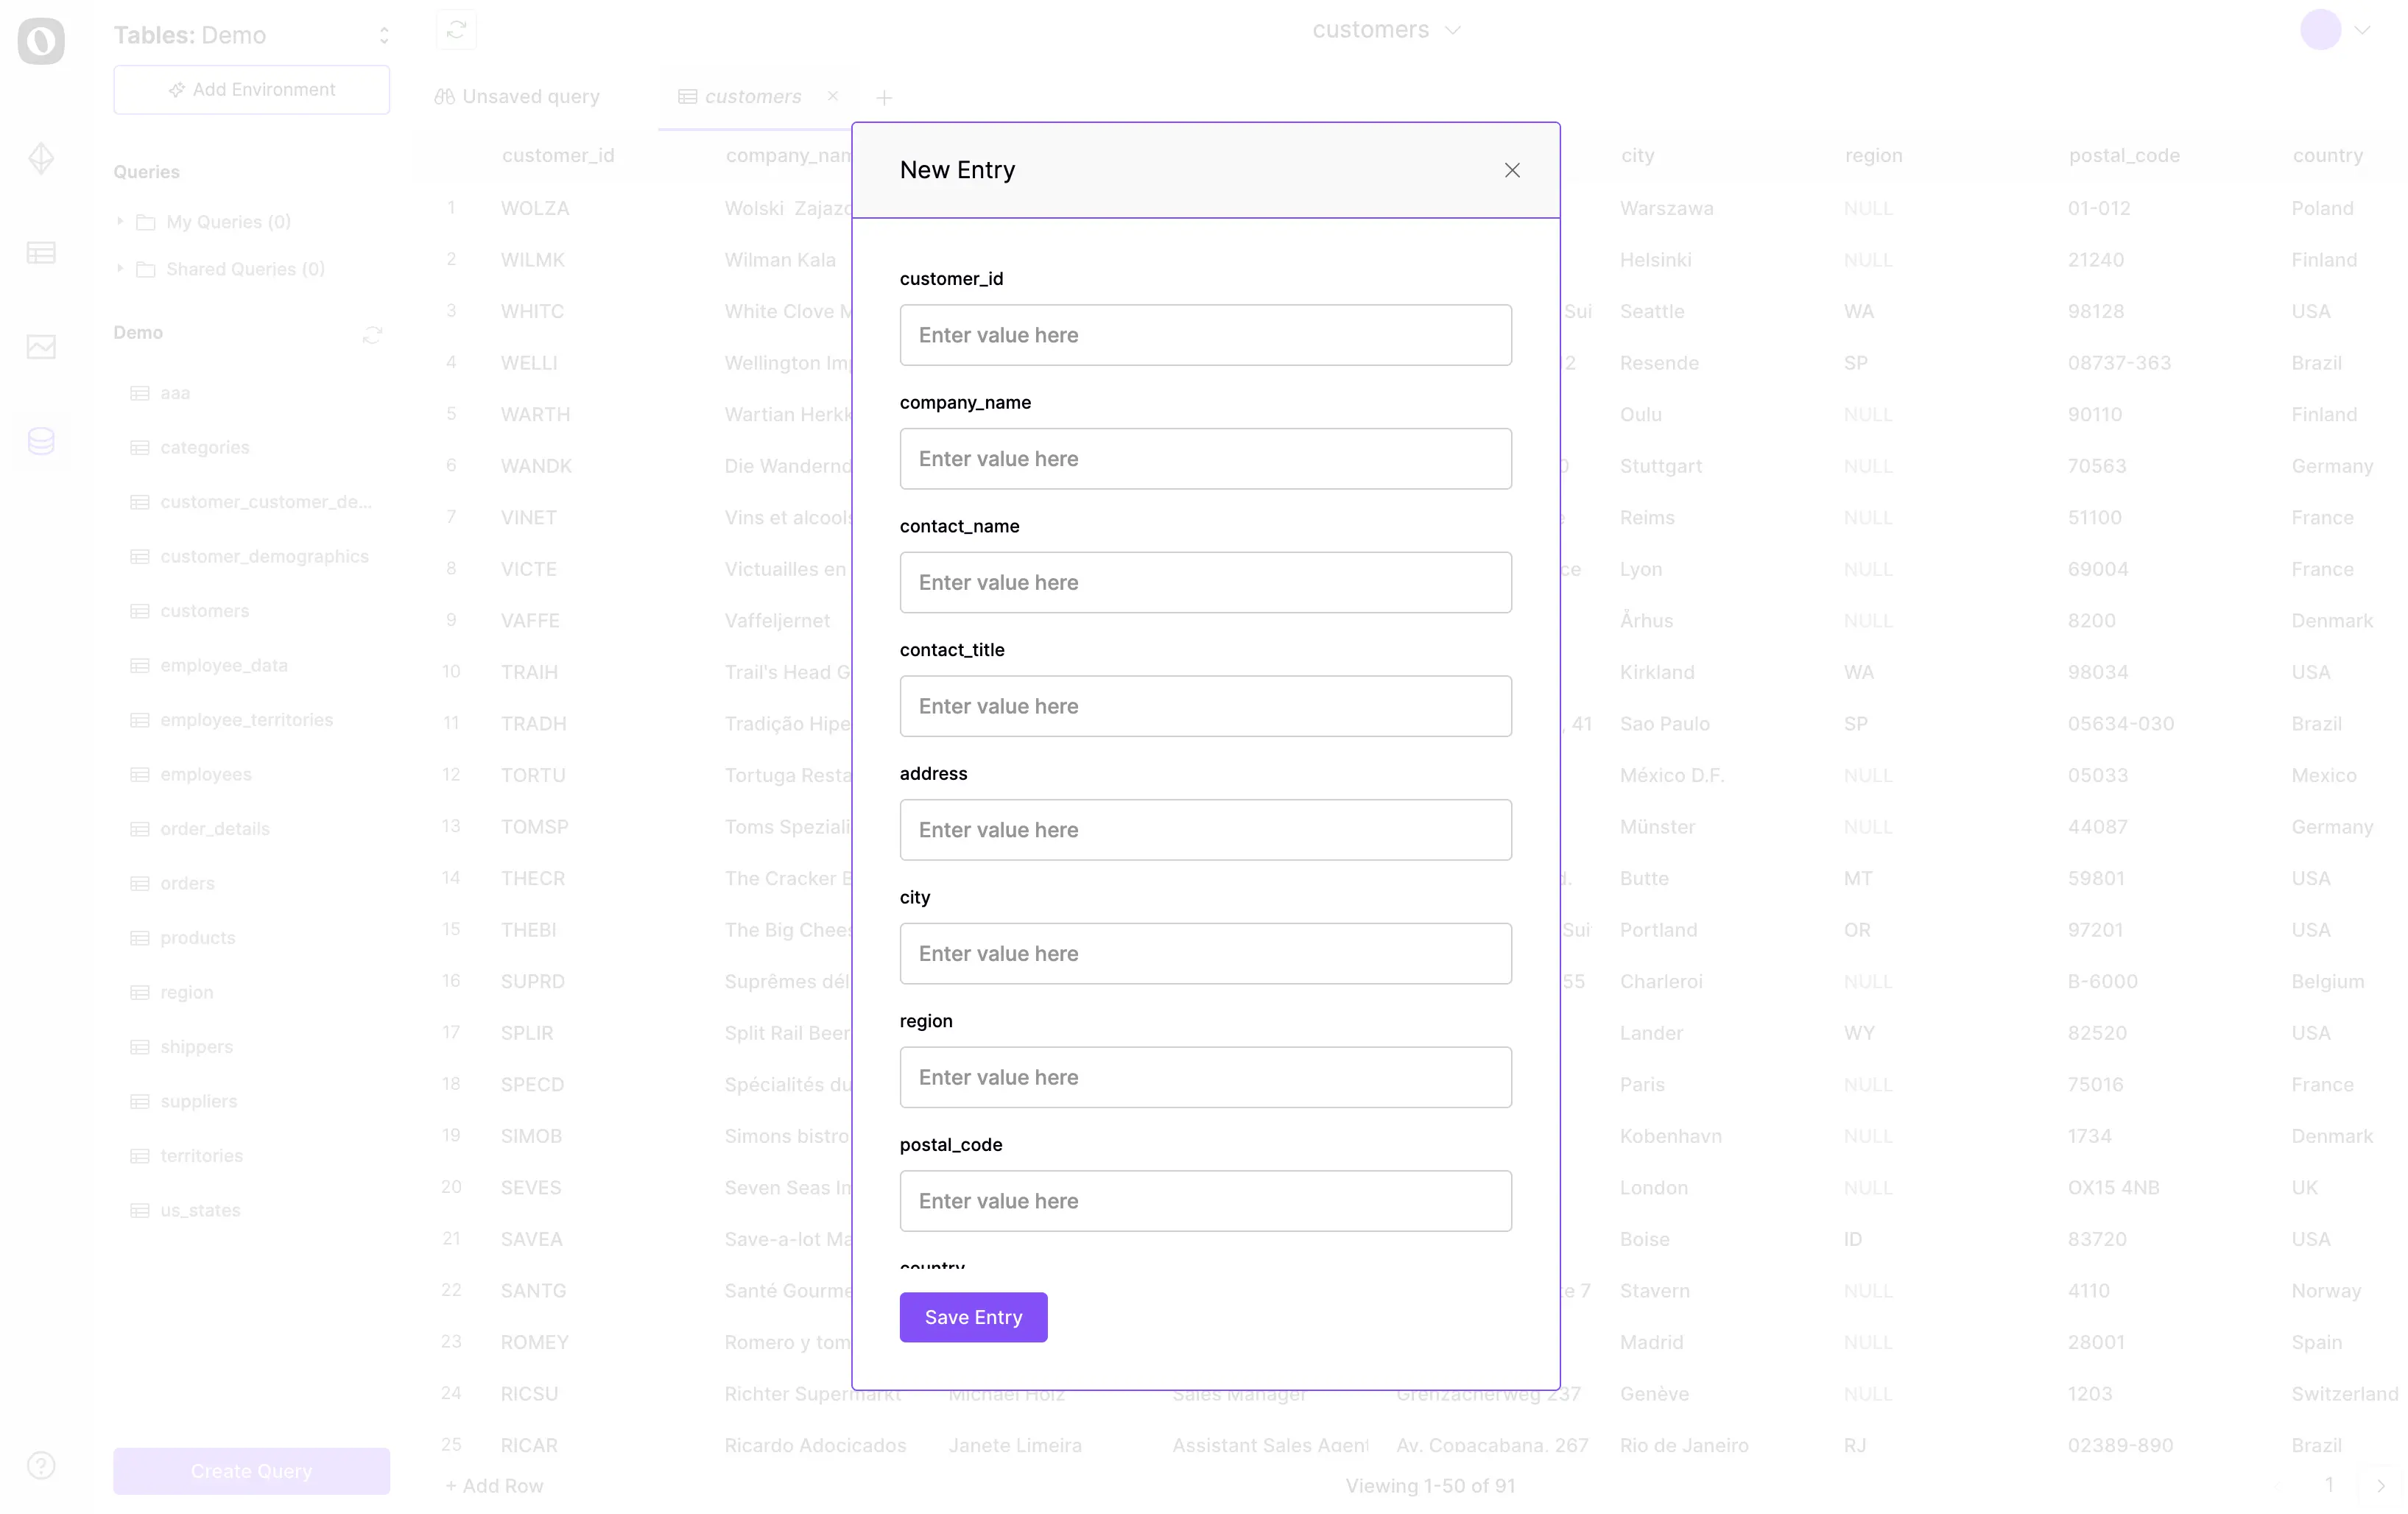 Tables: Demo
Add Environment
Queries
My Queries (0)
Shared Queries (0)
Demo
aaa
categories
customer_customer_de...
customer_demographics
customers
employee_data
employee_territories
employees
order_details
orders
products
region
shippers
suppliers
territories
us_states
Create Query
customers
Unsaved query
customers
customer_id company_nam city region postal_code country
1 WOLZA Wolski Zajazd Warszawa NULL 01-012 Poland
2 WILMK Wilman Kala Helsinki NULL 21240 Finland
3 WHITC White Clove M Sui Seattle WA 98128 USA
4 WELLI Wellington Im 2 Resende SP 08737-363 Brazil
5 WARTH Wartian Herkk Oulu NULL 90110 Finland
6 WANDK Die Wandernd 0 Stuttgart NULL 70563 Germany
7 VINET Vins et alcools e Reims NULL 51100 France
8 VICTE Victuailles en ce Lyon NULL 69004 France
9 VAFFE Vaffeljernet Århus NULL 8200 Denmark
10 TRAIH Trail's Head G Kirkland WA 98034 USA
11 TRADH Tradição Hipe , 41 Sao Paulo SP 05634-030 Brazil
12 TORTU Tortuga Resta México D.F. NULL 05033 Mexico
13 TOMSP Toms Speziali Münster NULL 44087 Germany
14 THECR The Cracker B d. Butte MT 59801 USA
15 THEBI The Big Chees Sui Portland OR 97201 USA
16 SUPRD Suprêmes dél 55 Charleroi NULL B-6000 Belgium
17 SPLIR Split Rail Beer Lander WY 82520 USA
18 SPECD Spécialités du Paris NULL 75016 France
19 SIMOB Simons bistro Kobenhavn NULL 1734 Denmark
20 SEVES Seven Seas Im London NULL OX15 4NB UK
21 SAVEA Save-a-lot Ma Boise ID 83720 USA
22 SANTG Santé Gourme te 7 Stavern NULL 4110 Norway
23 ROMEY Romero y tom Madrid NULL 28001 Spain
24 RICSU Richter Supermarkt Michael Holz Sales Manager Grenzacherweg 237 Genève NULL 1203 Switzerland
25 RICAR Ricardo Adocicados Janete Limeira Assistant Sales Agent Av. Copacabana, 267 Rio de Janeiro RJ 02389-890 Brazil
+ Add Row
Viewing 1-50 of 91
1
New Entry
customer_id
Enter value here
company_name
Enter value here
contact_name
Enter value here
contact_title
Enter value here
address
Enter value here
city
Enter value here
region
Enter value here
postal_code
Enter value here
country
Save Entry